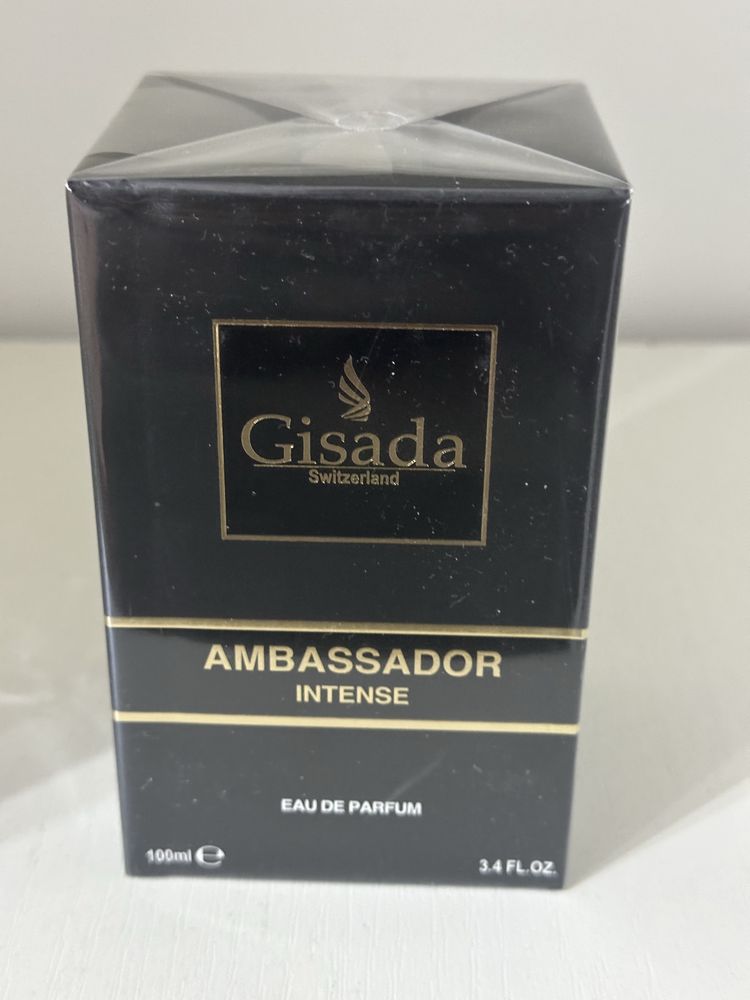 Gisada
Switzerland
AMBASSADOR
INTENSE
EAU DE PARFUM
100ml ℮
3.4 FL.OZ.